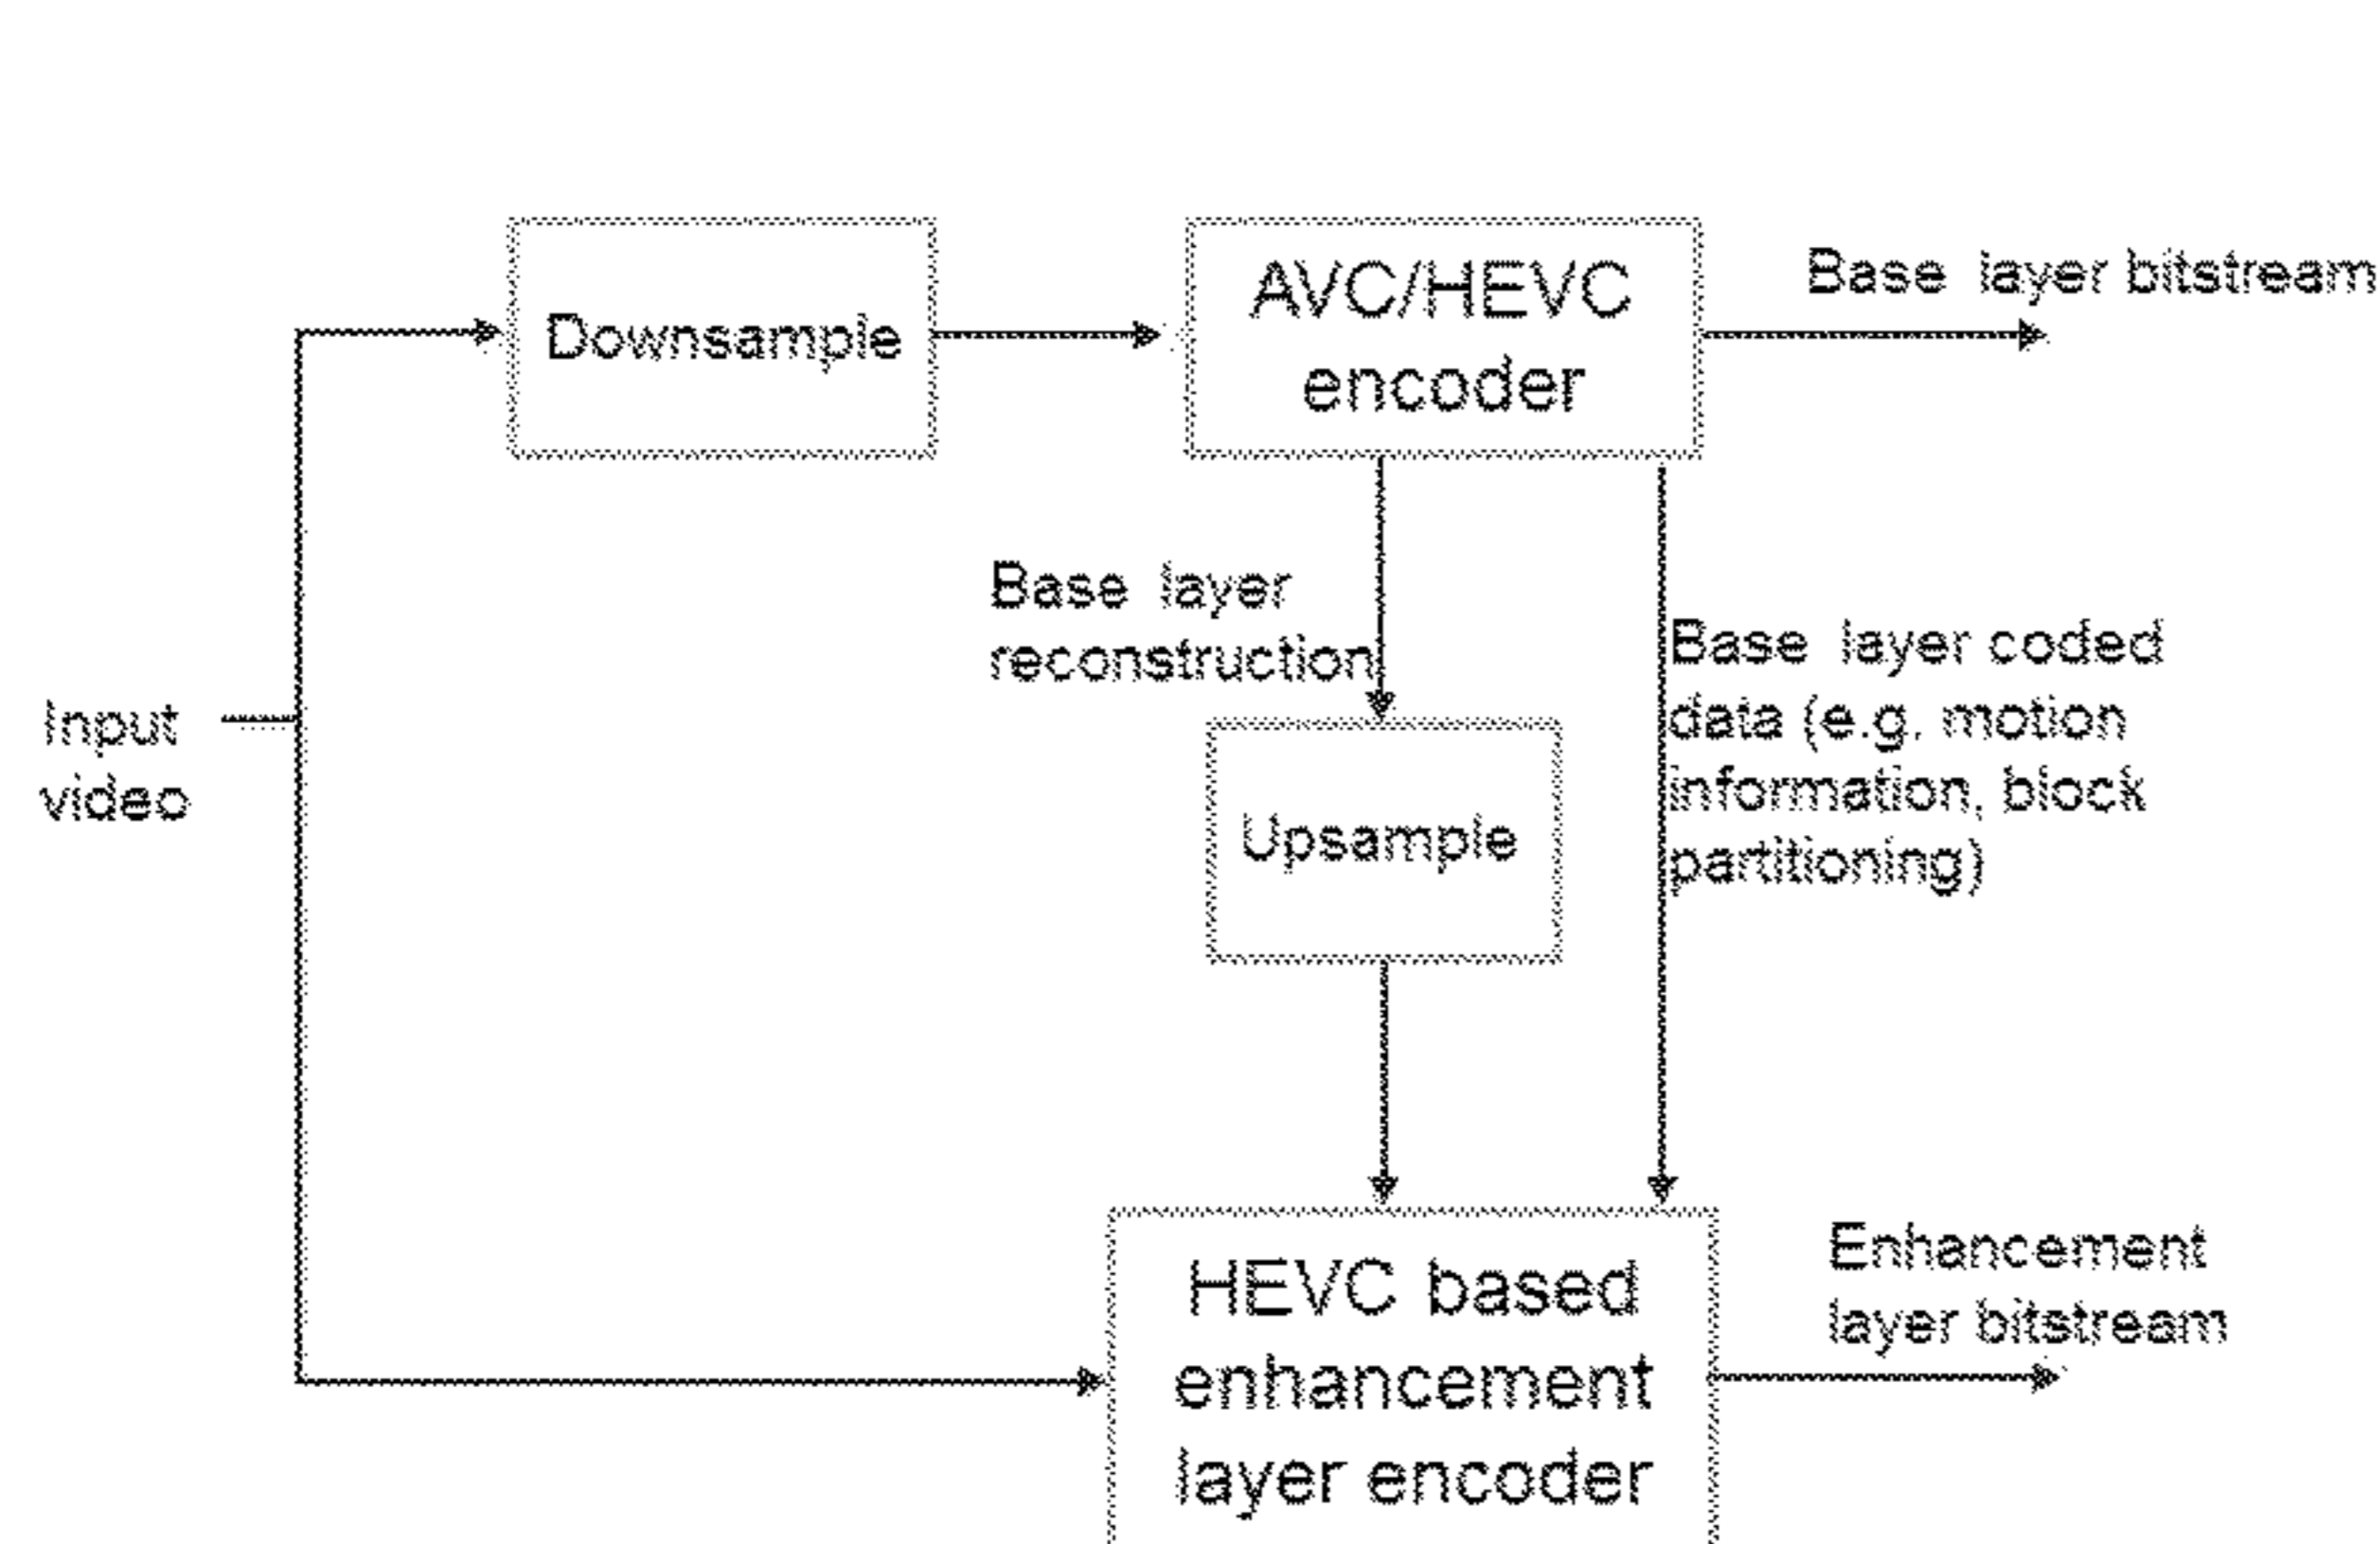 Downsample
AVC/HEVC
encoder
Base layer bitstream
Base layer
reconstruction
Base layer coded
data (e.g. motion
information, block
partitioning)
Input
video
Upsample
HEVC based
enhancement
layer encoder
Enhancement
layer bitstream